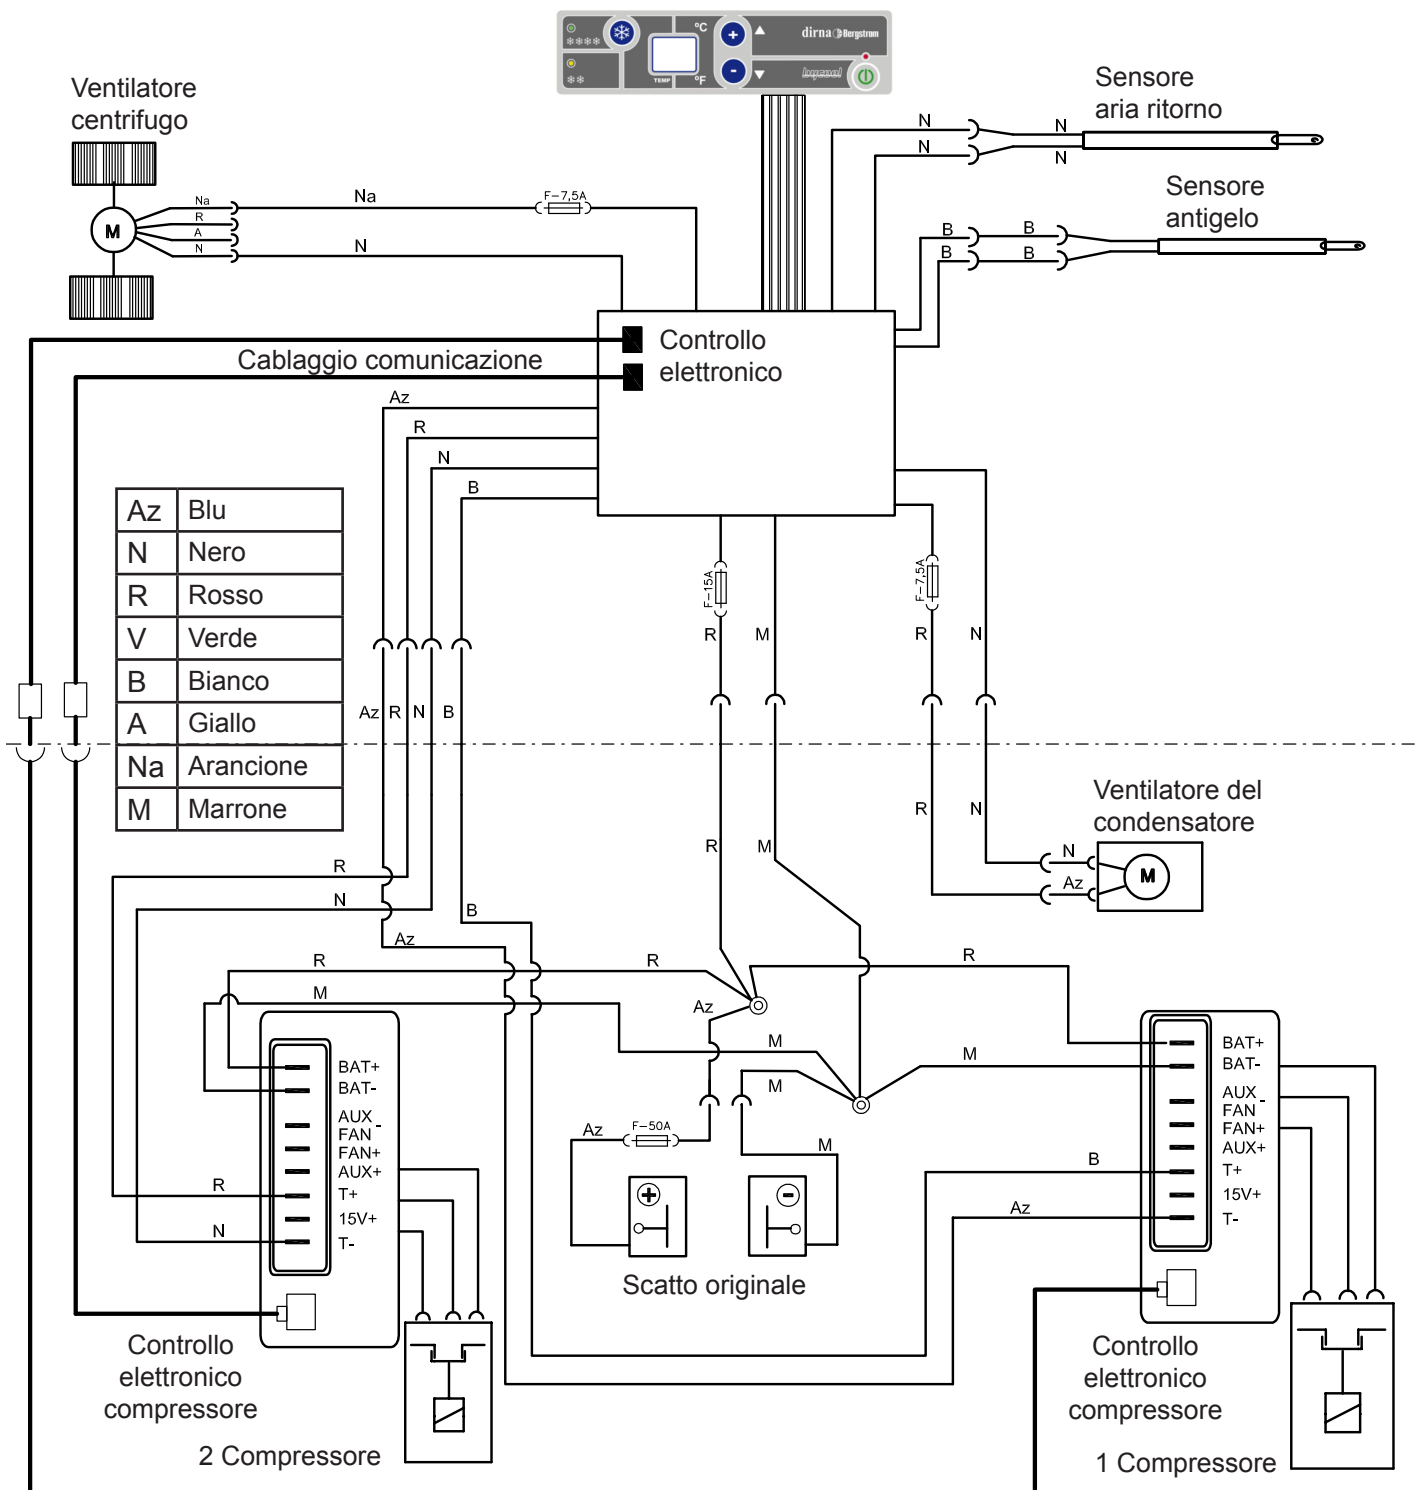 °C
dirna Bergstrom
TEMP
°F
bycool
Ventilatore
centrifugo
Sensore
aria ritorno
N
N
N
N
Sensore
antigelo
B
B
B
B
Na
R
A
N
Na
N
F-7,5A
M
Controllo
elettronico
Cablaggio comunicazione
Az
R
N
B
Az Blu
N Nero
R Rosso
V Verde
B Bianco
A Giallo
Na Arancione
M Marrone
F-15A
F-7,5A
R
M
R
N
Az
R
N
B
R
M
R
N
Ventilatore del
condensatore
N
Az
M
R
N
B
Az
R
R
R
M
Az
M
M
M
BAT+
BAT-
AUX
FAN -
FAN+
AUX+
T+
15V+
T-
R
N
BAT+
BAT-
AUX
FAN -
FAN+
AUX+
T+
15V+
T-
B
Az
Az
F-50A
M
+
-
Scatto originale
Controllo
elettronico
compressore
2 Compressore
Controllo
elettronico
compressore
1 Compressore